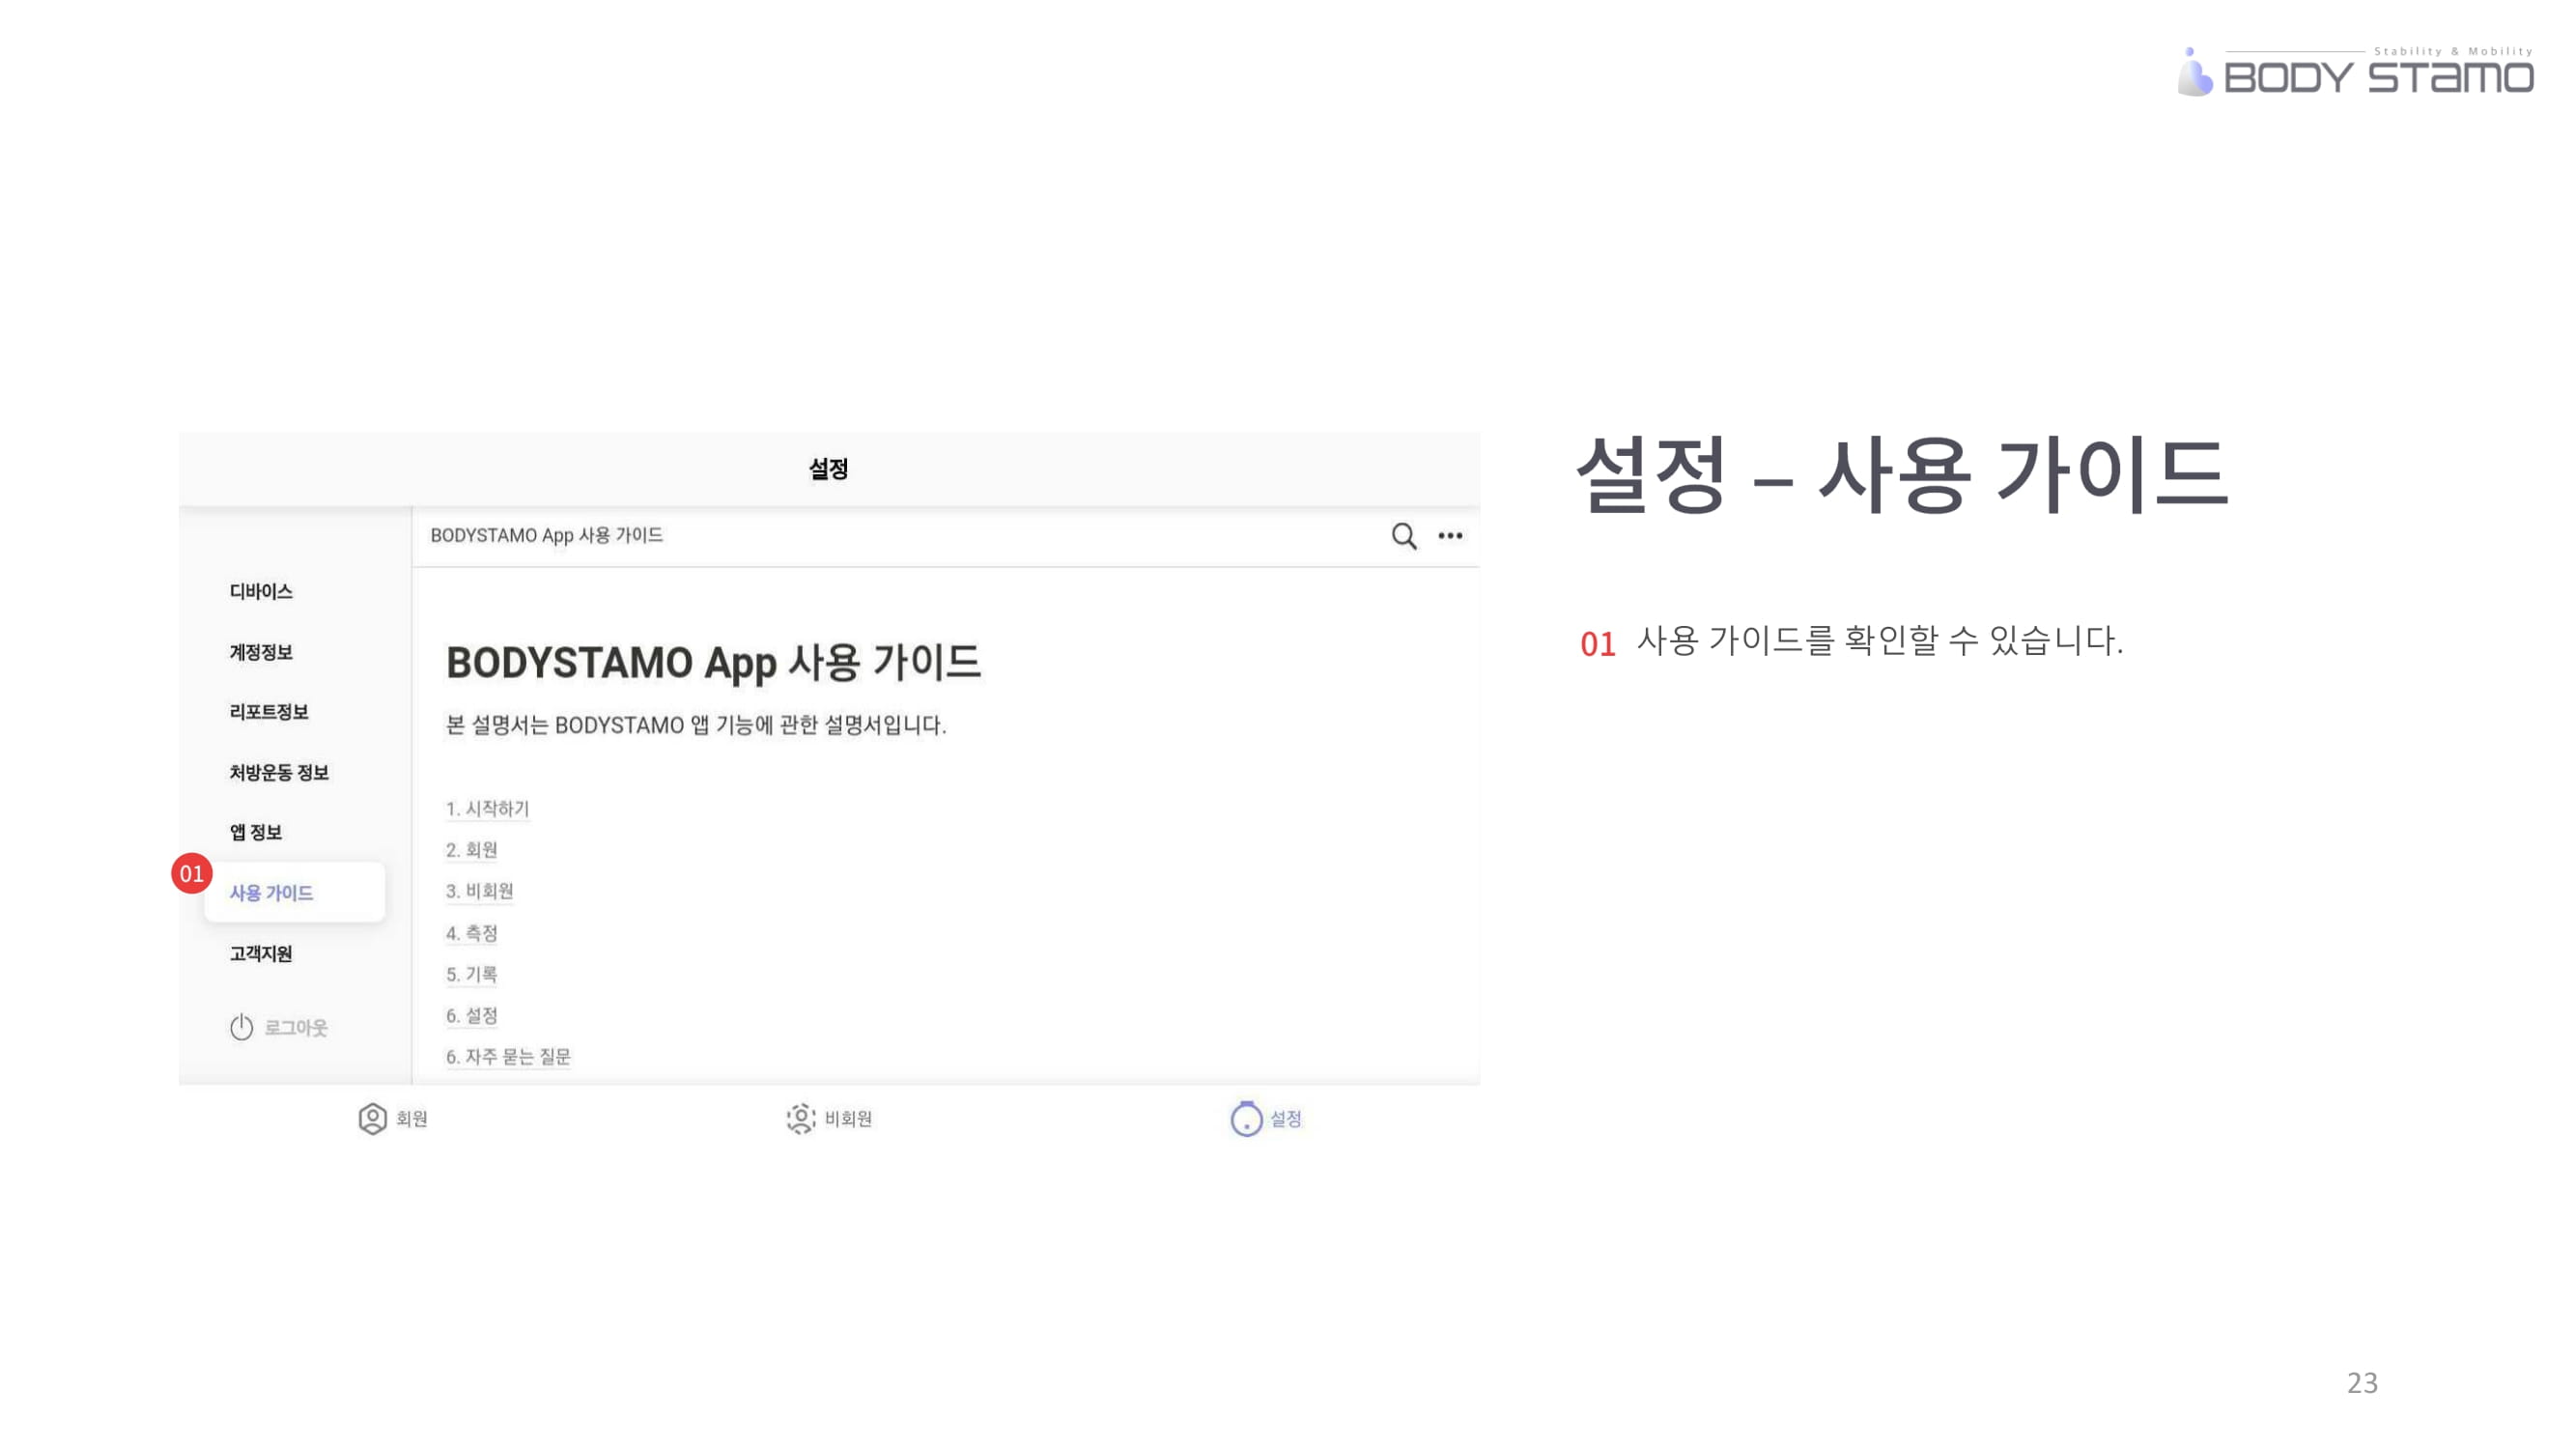 Stability & Mobility
BODY STamo
설정
설정 – 사용 가이드
BODYSTAMO App 사용 가이드
디바이스
계정정보
리포트정보
처방운동 정보
앱 정보
01
사용 가이드
고객지원
로그아웃
BODYSTAMO App 사용 가이드
본 설명서는 BODYSTAMO 앱 기능에 관한 설명서입니다.
1. 시작하기
2. 회원
3. 비회원
4. 측정
5. 기록
6. 설정
6. 자주 묻는 질문
회원
비회원
설정
01 사용 가이드를 확인할 수 있습니다.
23